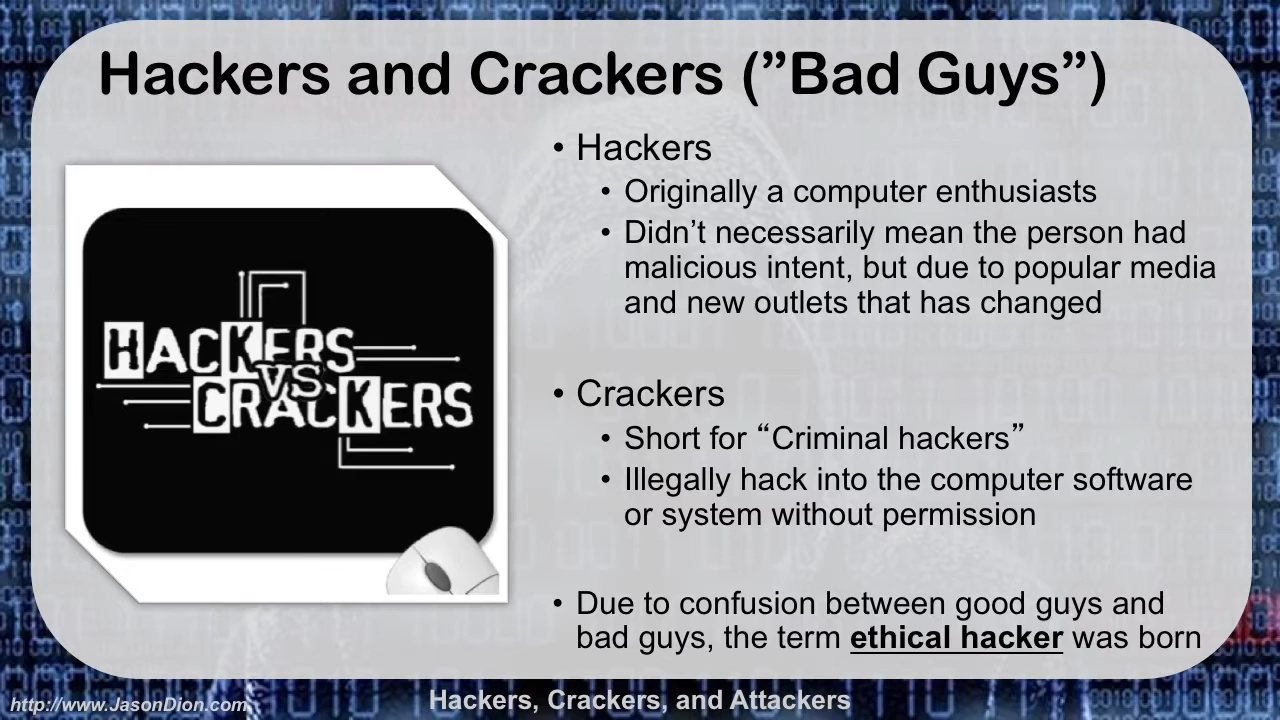 Hackers and Crackers (”Bad Guys”)
HACKERS
VS
CRACKERS
• Hackers
• Originally a computer enthusiasts
• Didn’t necessarily mean the person had
malicious intent, but due to popular media
and new outlets that has changed
• Crackers
• Short for “Criminal hackers”
• Illegally hack into the computer software
or system without permission
• Due to confusion between good guys and
bad guys, the term ethical hacker was born
http://www.JasonDion.com
Hackers, Crackers, and Attackers